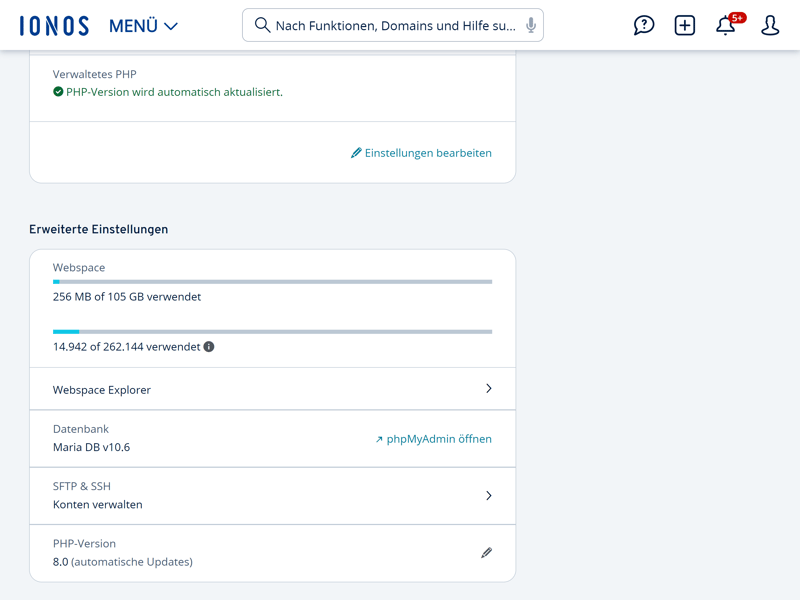 IONOS MENÜ Nach Funktionen, Domains und Hilfe su... 5+
Verwaltetes PHP
PHP-Version wird automatisch aktualisiert.
Einstellungen bearbeiten
Erweiterte Einstellungen
Webspace
256 MB of 105 GB verwendet
14.942 of 262.144 verwendet
Webspace Explorer
Datenbank
Maria DB v10.6
phpMyAdmin öffnen
SFTP & SSH
Konten verwalten
PHP-Version
8.0 (automatische Updates)